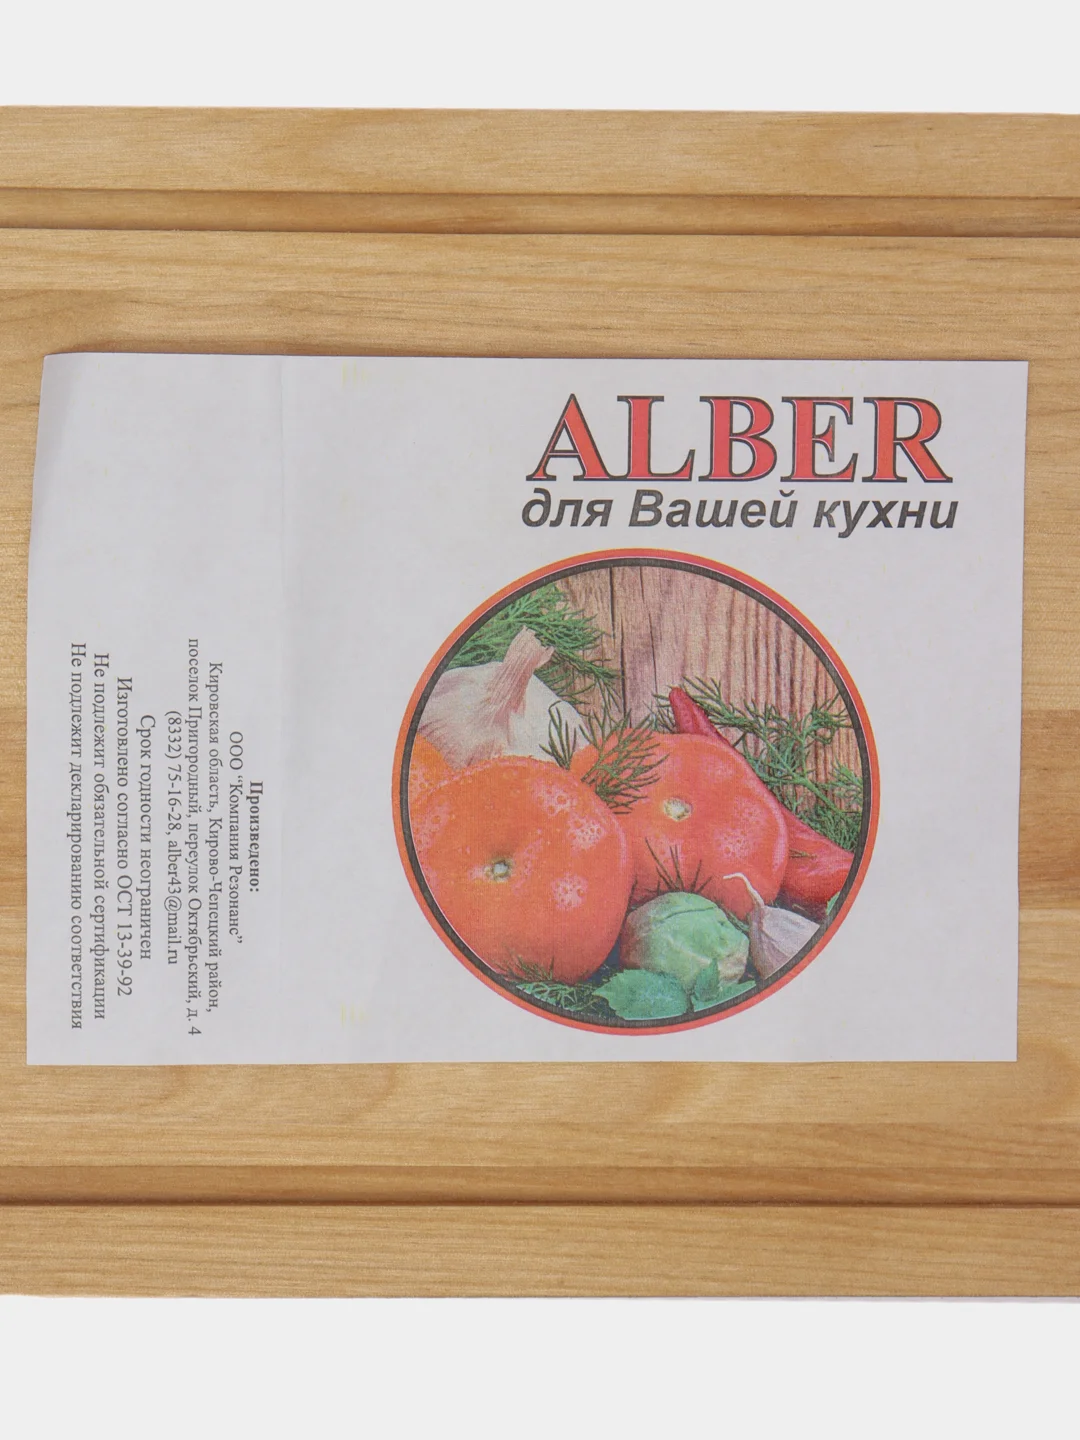 ALBER
для Вашей кухни
Произведено:
ООО “Компания Резонанс”
Кировская область, Кирово-Чепецкий район,
поселок Пригородный, переулок Октябрьский, д. 4
(8332) 75-16-28, alber43@mail.ru
Срок годности неограничен
Изготовлено согласно ОСТ 13-39-92
Не подлежит обязательной сертификации
Не подлежит декларированию соответствия